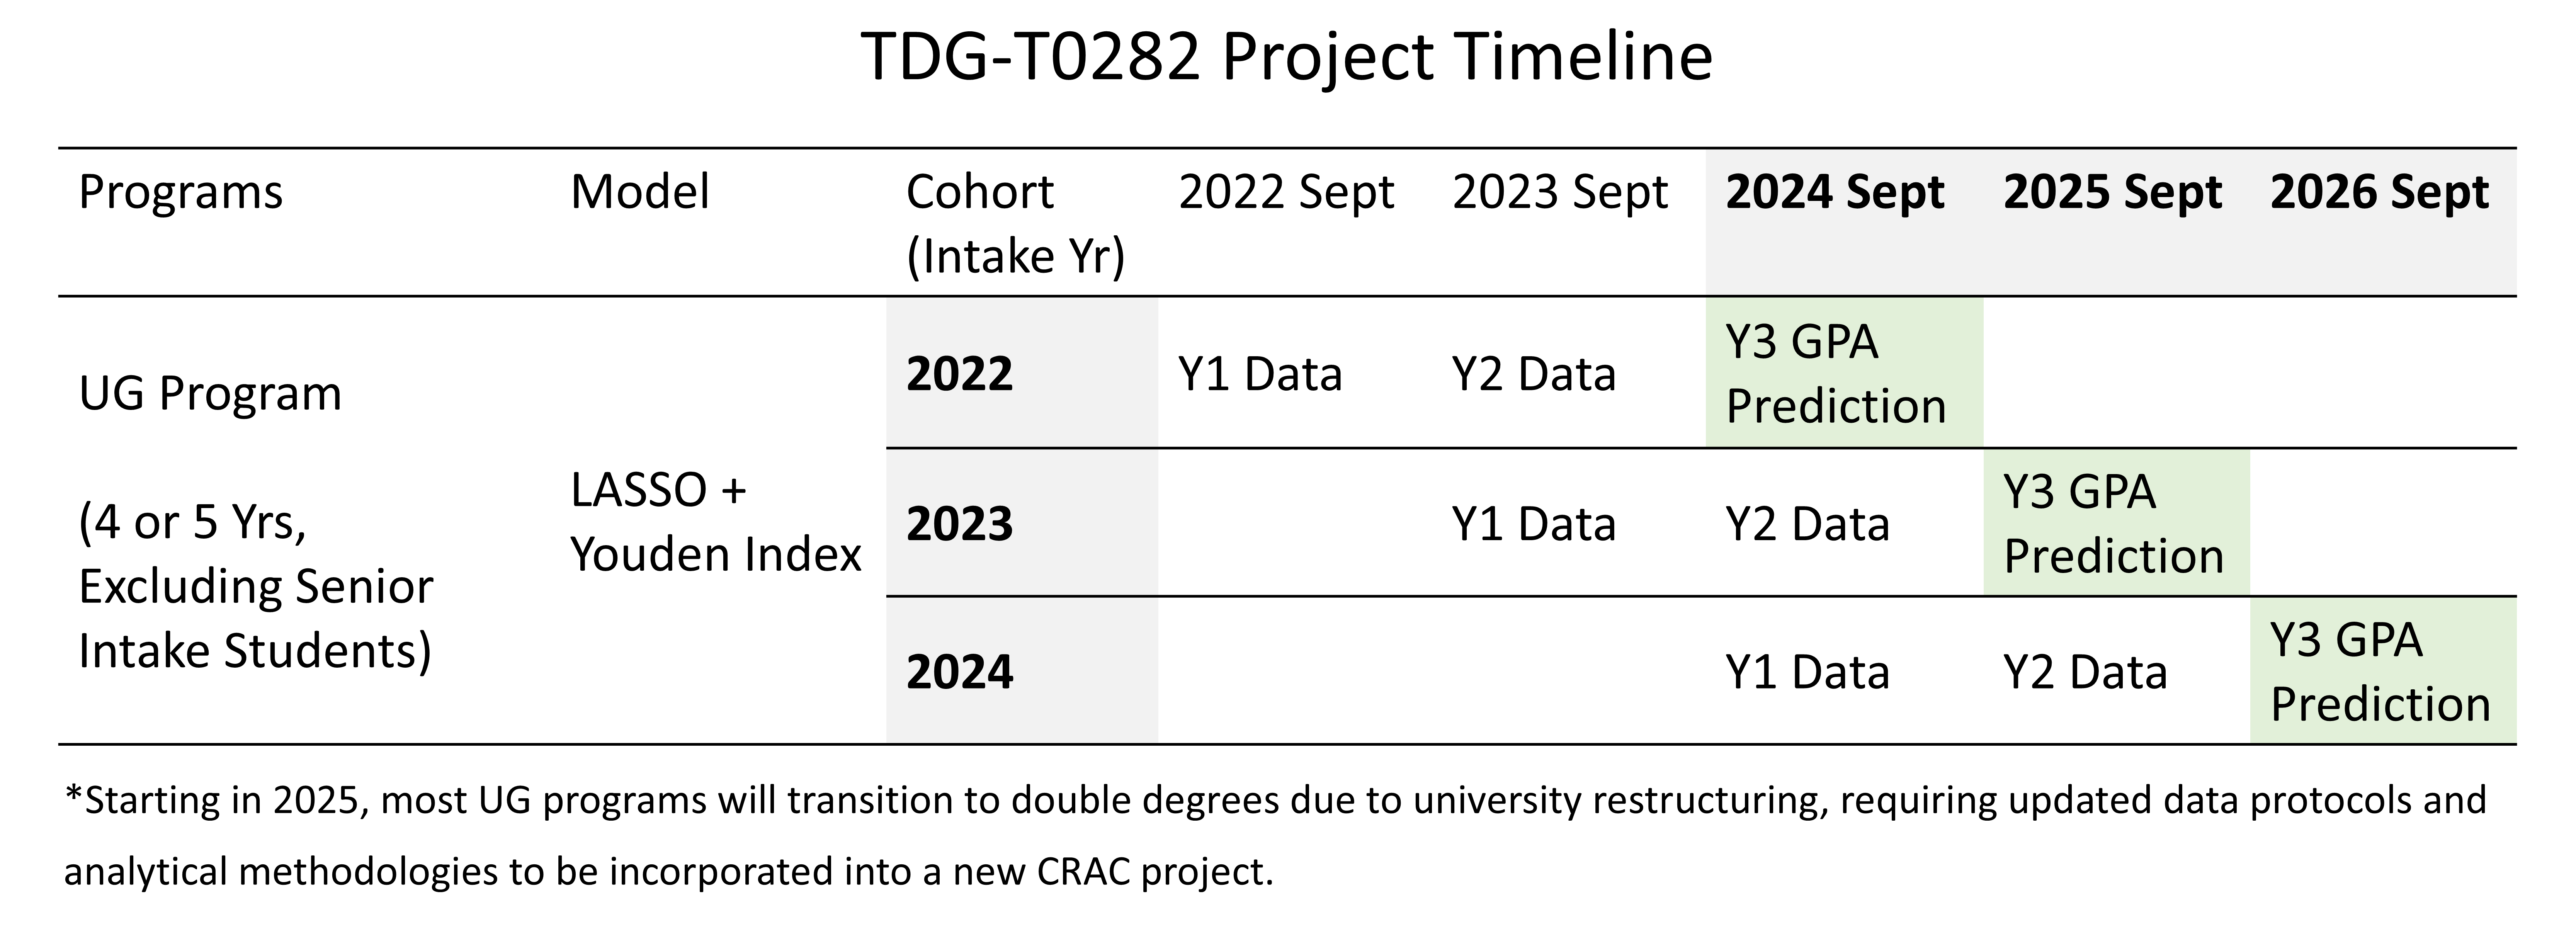 TDG-T0282 Project Timeline
Programs Model Cohort (Intake Yr) 2022 Sept 2023 Sept 2024 Sept 2025 Sept 2026 Sept
UG Program
(4 or 5 Yrs,
Excluding Senior
Intake Students)
LASSO +
Youden Index
2022 Y1 Data Y2 Data Y3 GPA Prediction
2023 Y1 Data Y2 Data Y3 GPA Prediction
2024 Y1 Data Y2 Data Y3 GPA Prediction
*Starting in 2025, most UG programs will transition to double degrees due to university restructuring, requiring updated data protocols and
analytical methodologies to be incorporated into a new CRAC project.